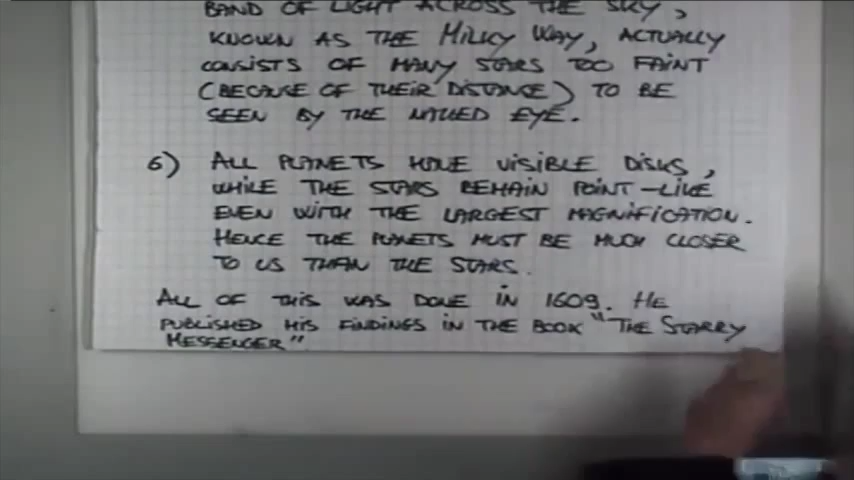 BAND OF LIGHT ACROSS THE SKY,
KNOWN AS THE MILKY WAY, ACTUALLY
CONSISTS OF MANY STARS TOO FAINT
(BECAUSE OF THEIR DISTANCE) TO BE
SEEN BY THE NAKED EYE.
6) ALL PLANETS HAVE VISIBLE DISKS,
WHILE THE STARS REMAIN POINT-LIKE
EVEN WITH THE LARGEST MAGNIFICATION.
HENCE THE PLANETS MUST BE MUCH CLOSER
TO US THAN THE STARS.
ALL OF THIS WAS DONE IN 1609. HE
PUBLISHED HIS FINDINGS IN THE BOOK "THE STARRY
MESSENGER"